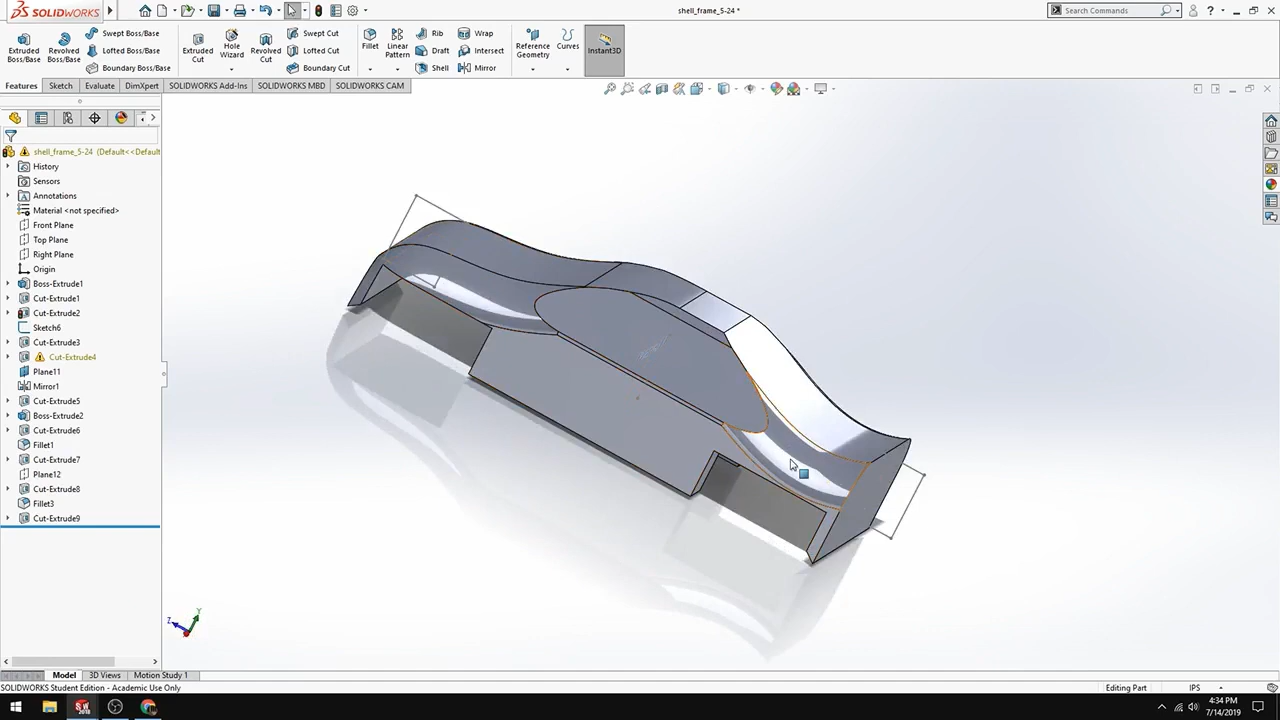 SOLIDWORKS
shell_frame_5-24 *
Search Commands
Extruded Boss/Base
Revolved Boss/Base
Swept Boss/Base
Lofted Boss/Base
Boundary Boss/Base
Extruded Cut
Hole Wizard
Revolved Cut
Swept Cut
Lofted Cut
Boundary Cut
Fillet
Linear Pattern
Rib
Draft
Shell
Wrap
Intersect
Mirror
Reference Geometry
Curves
Instant3D
Features
Sketch
Evaluate
DimXpert
SOLIDWORKS Add-Ins
SOLIDWORKS MBD
SOLIDWORKS CAM
shell_frame_5-24 (Default<<Default
History
Sensors
Annotations
Material <not specified>
Front Plane
Top Plane
Right Plane
Origin
Boss-Extrude1
Cut-Extrude1
Cut-Extrude2
Sketch6
Cut-Extrude3
Cut-Extrude4
Plane11
Mirror1
Cut-Extrude5
Boss-Extrude2
Cut-Extrude6
Fillet1
Cut-Extrude7
Plane12
Cut-Extrude8
Fillet3
Cut-Extrude9
Y
Z
Model
3D Views
Motion Study 1
SOLIDWORKS Student Edition - Academic Use Only
Editing Part
IPS
4:34 PM
7/14/2019